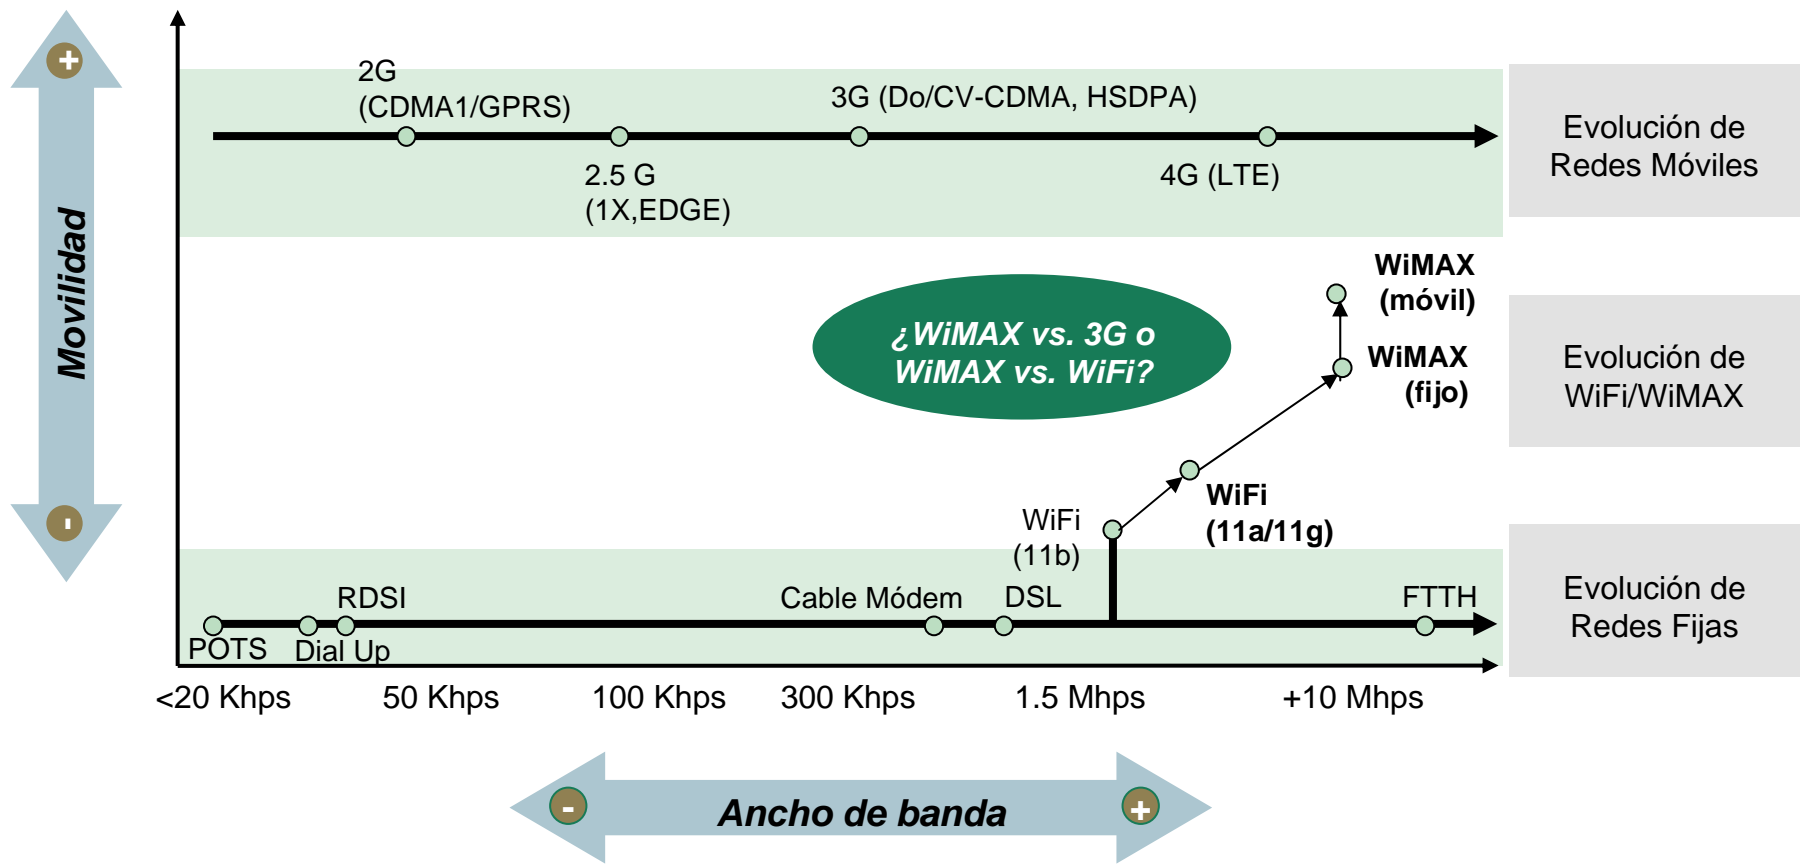 +
2G
(CDMA1/GPRS)
3G (Do/CV-CDMA, HSDPA)
2.5 G
(1X,EDGE)
4G (LTE)
Evolución de
Redes Móviles
Movilidad
WiMAX
(móvil)
¿WiMAX vs. 3G o
WiMAX vs. WiFi?
WiMAX
(fijo)
Evolución de
WiFi/WiMAX
-
WiFi
(11b)
WiFi
(11a/11g)
RDSI
Cable Módem
DSL
FTTH
POTS
Dial Up
Evolución de
Redes Fijas
<20 Khps
50 Khps
100 Khps
300 Khps
1.5 Mhps
+10 Mhps
-
Ancho de banda
+